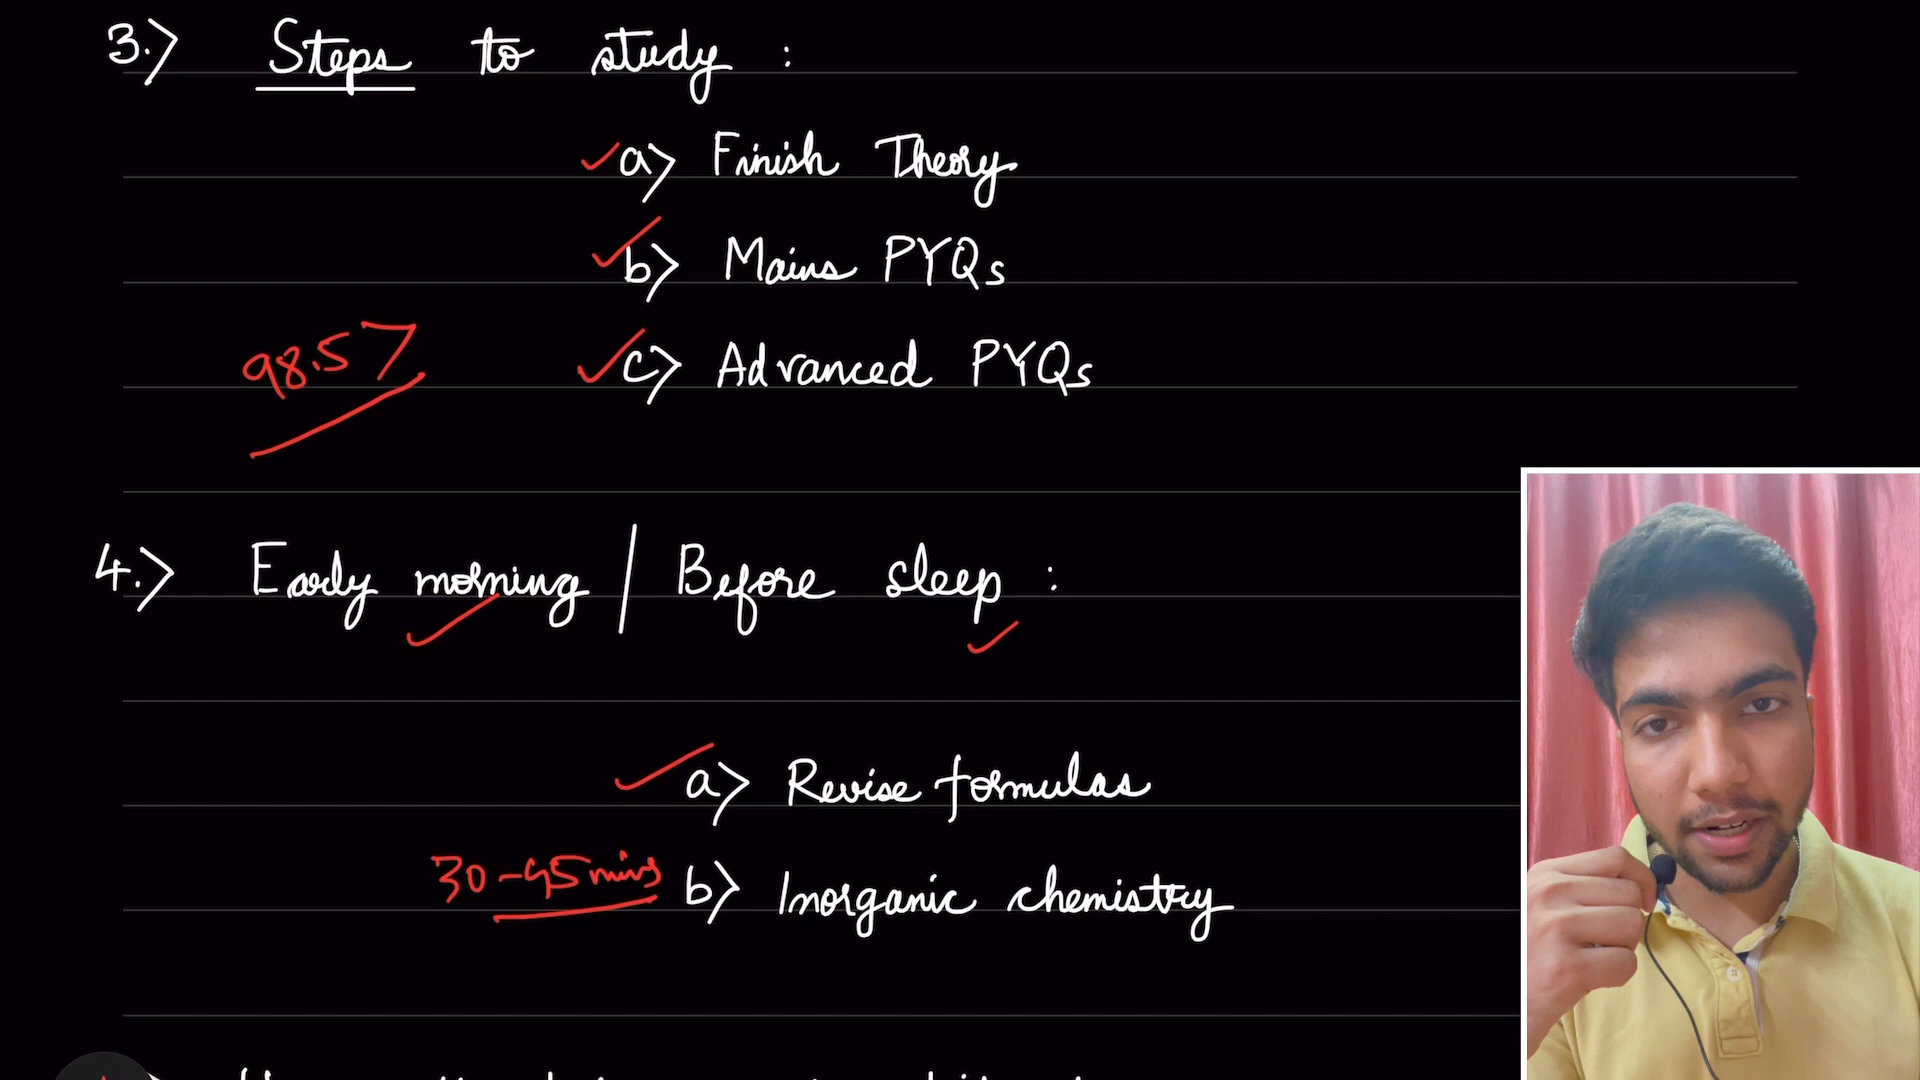 3.) Steps to study :
a) Finish Theory
b) Mains PYQs
98.57
c) Advanced PYQs
4.) Early morning / Before sleep :
a) Revise formulas
30-45 mins b) Inorganic chemistry